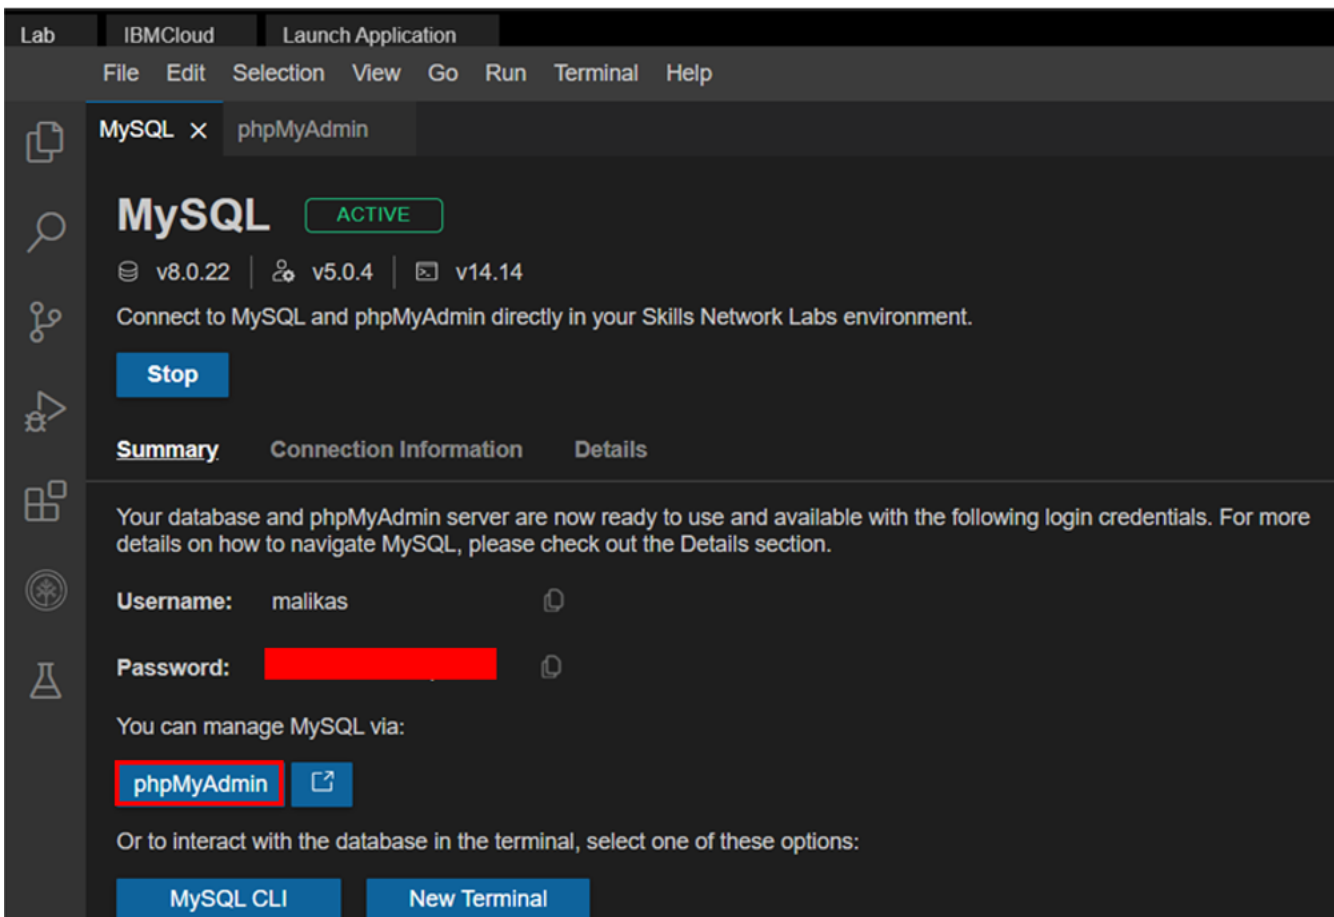 Lab IBMCloud Launch Application
File Edit Selection View Go Run Terminal Help
MySQL phpMyAdmin
MySQL ACTIVE
v8.0.22 v5.0.4 v14.14
Connect to MySQL and phpMyAdmin directly in your Skills Network Labs environment.
Stop
Summary Connection Information Details
Your database and phpMyAdmin server are now ready to use and available with the following login credentials. For more
details on how to navigate MySQL, please check out the Details section.
Username: malikas
Password:
You can manage MySQL via:
phpMyAdmin
Or to interact with the database in the terminal, select one of these options:
MySQL CLI New Terminal